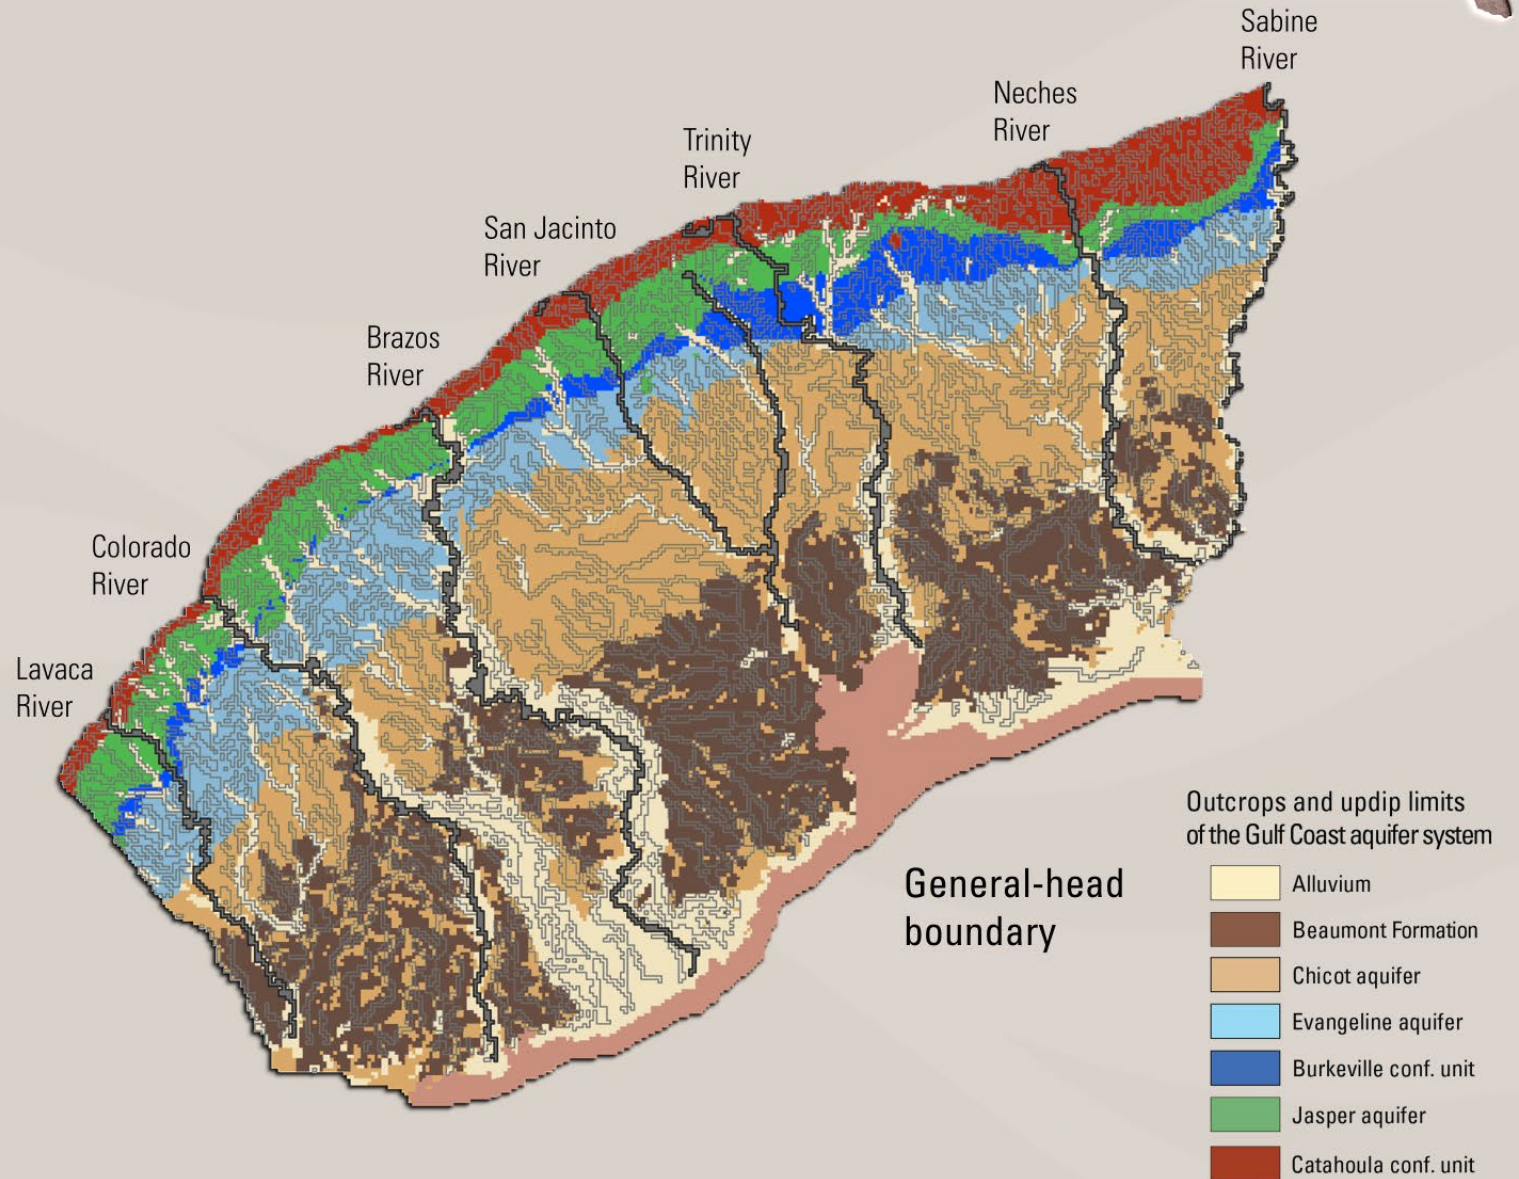 Sabine
River
Neches
River
Trinity
River
San Jacinto
River
Brazos
River
Colorado
River
Lavaca
River
General-head
boundary
Outcrops and updip limits
of the Gulf Coast aquifer system
Alluvium
Beaumont Formation
Chicot aquifer
Evangeline aquifer
Burkeville conf. unit
Jasper aquifer
Catahoula conf. unit